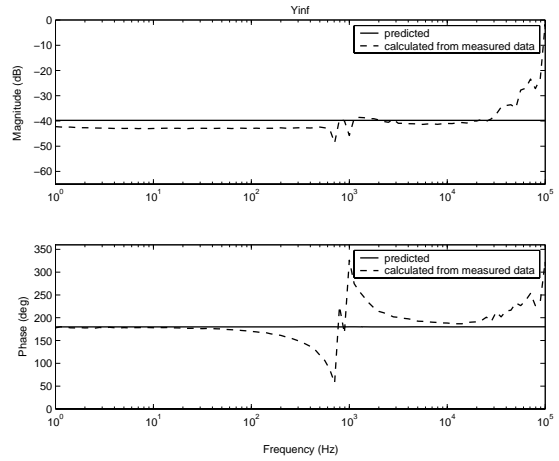 Yinf
0
−10
−20
−30
−40
−50
−60
Magnitude (dB)
predicted
calculated from measured data
10^0 10^1 10^2 10^3 10^4 10^5
350
300
250
200
150
100
50
0
Phase (deg)
predicted
calculated from measured data
10^0 10^1 10^2 10^3 10^4 10^5
Frequency (Hz)